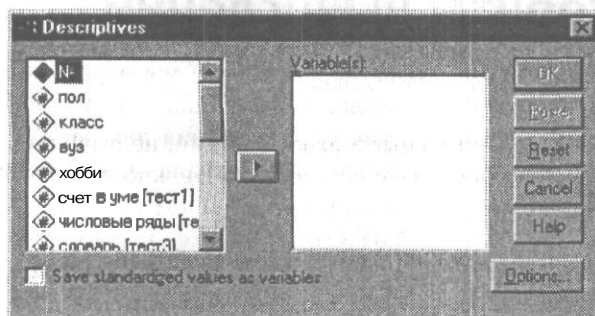 Descriptives
N-
пол
класс
вуз
хобби
счет в уме [тест1]
числовые ряды [те
словарь [тест3]
Variable(s):
OK
Paste
Reset
Cancel
Help
Options...
Save standardized values as variables